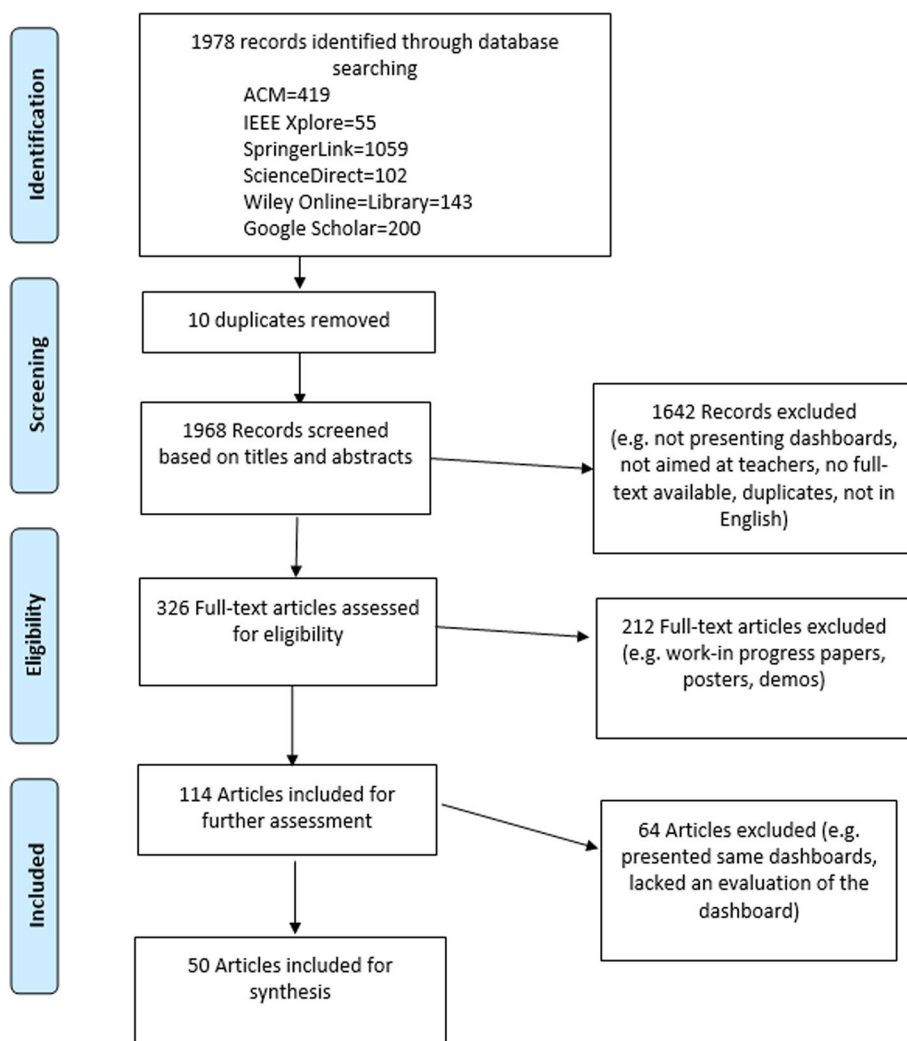 Identification
1978 records identified through database
searching
ACM=419
IEEE Xplore=55
SpringerLink=1059
ScienceDirect=102
Wiley Online=Library=143
Google Scholar=200
Screening
10 duplicates removed
1968 Records screened
based on titles and abstracts
1642 Records excluded
(e.g. not presenting dashboards,
not aimed at teachers, no full-
text available, duplicates, not in
English)
Eligibility
326 Full-text articles assessed
for eligibility
212 Full-text articles excluded
(e.g. work-in progress papers,
posters, demos)
Included
114 Articles included for
further assessment
64 Articles excluded (e.g.
presented same dashboards,
lacked an evaluation of the
dashboard)
50 Articles included for
synthesis